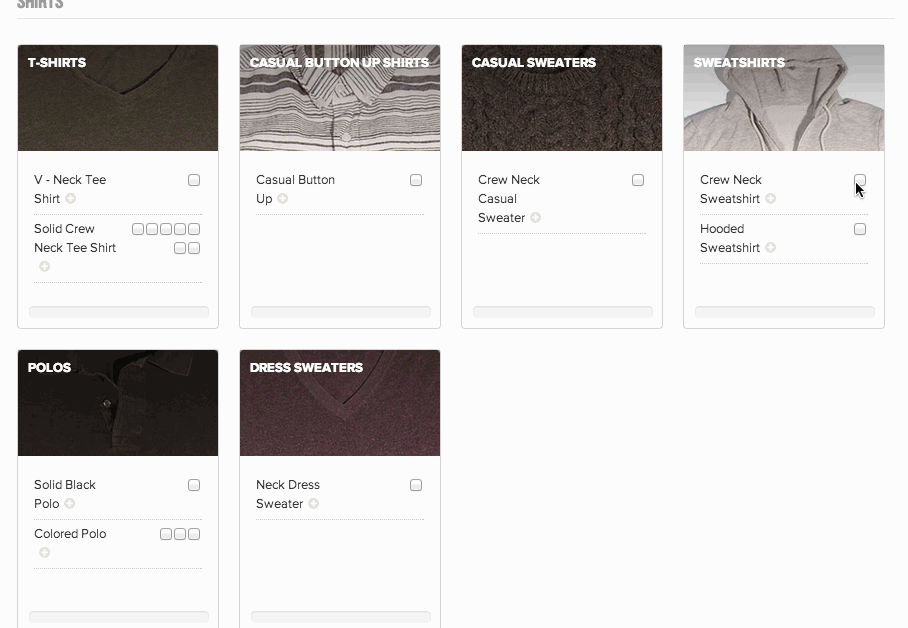 SHIRTS
T-SHIRTS
V - Neck Tee
Shirt
Solid Crew
Neck Tee Shirt
CASUAL BUTTON UP SHIRTS
Casual Button
Up
CASUAL SWEATERS
Crew Neck
Casual
Sweater
SWEATSHIRTS
Crew Neck
Sweatshirt
Hooded
Sweatshirt
POLOS
Solid Black
Polo
Colored Polo
DRESS SWEATERS
Neck Dress
Sweater